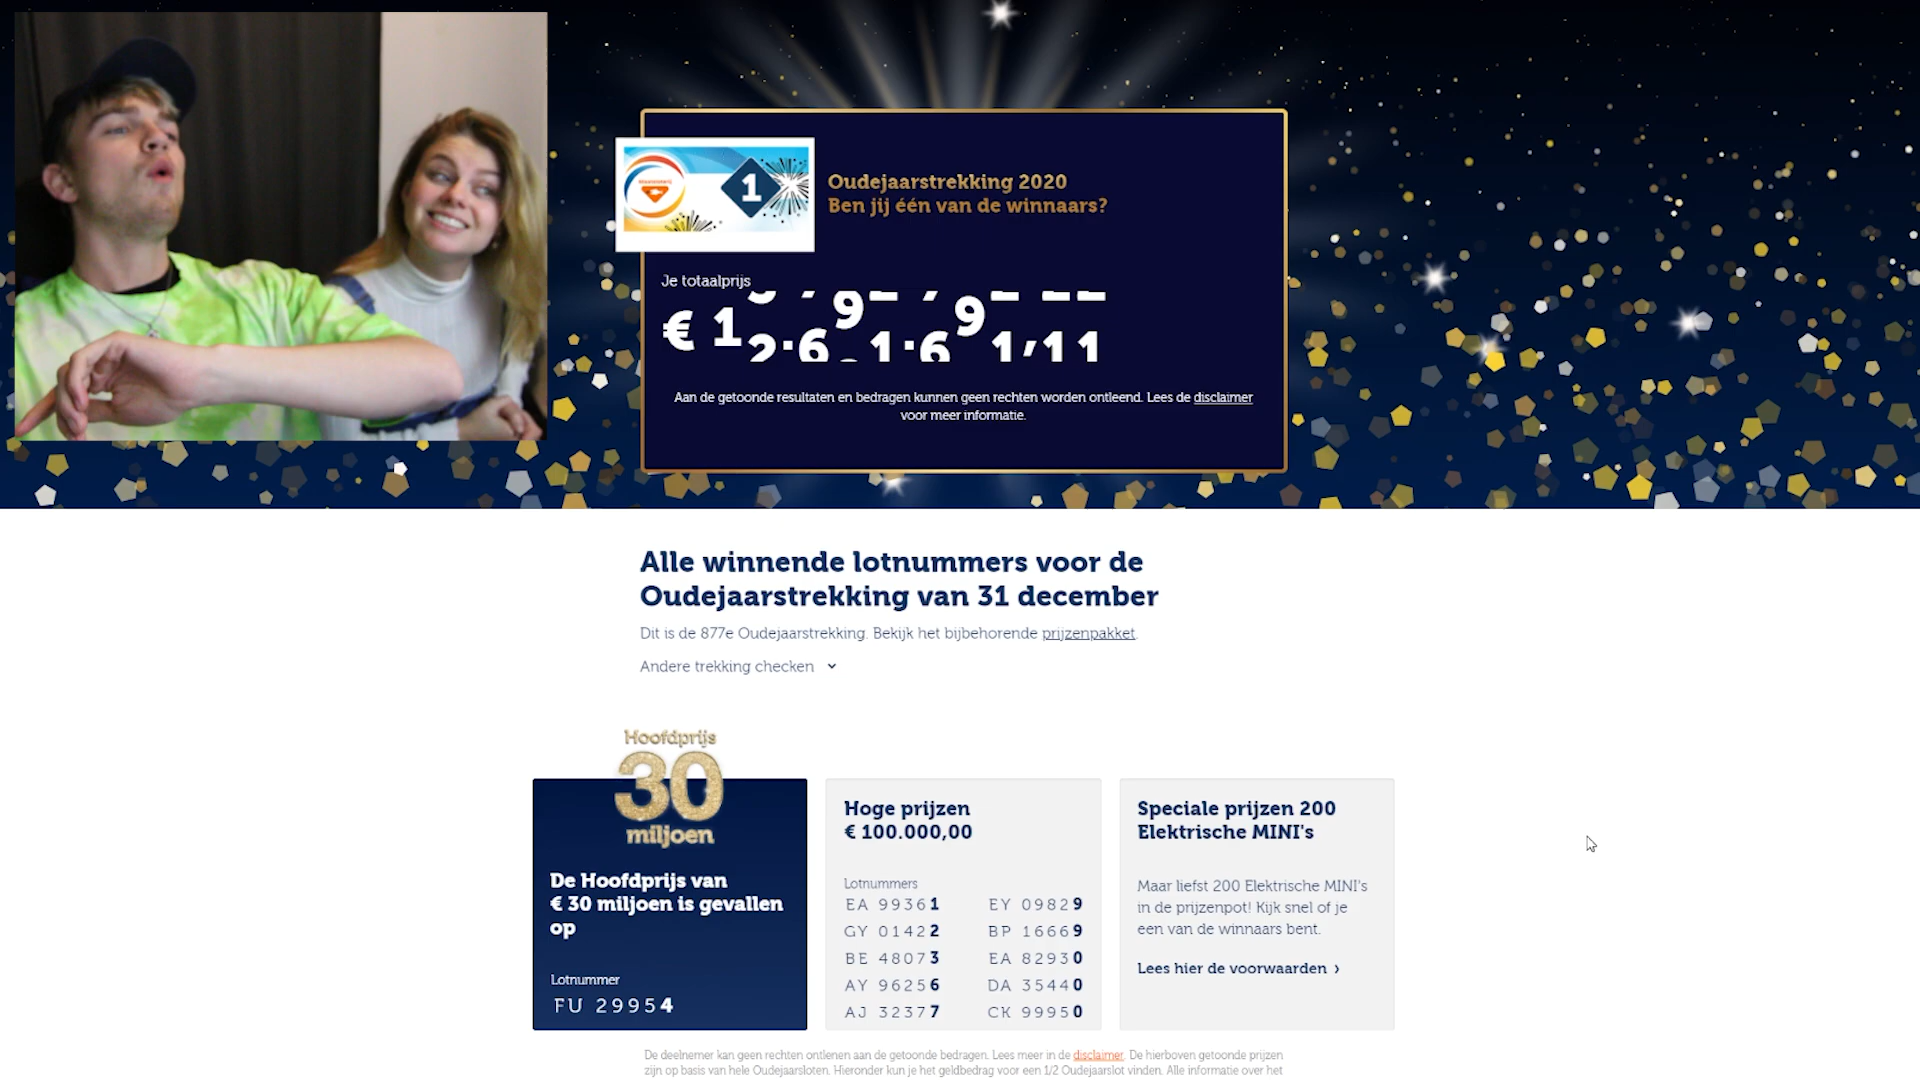 1
Oudejaarstrekking 2020
Ben jij één van de winnaars?
Je totaalprijs
€ 1
Aan de getoonde resultaten en bedragen kunnen geen rechten worden ontleend. Lees de disclaimer
voor meer informatie.
Alle winnende lotnummers voor de
Oudejaarstrekking van 31 december
Dit is de 877e Oudejaarstrekking. Bekijk het bijbehorende prijzenpakket.
Andere trekking checken
Hoofdprijs
30
miljoen
De Hoofdprijs van
€ 30 miljoen is gevallen
op
Lotnummer
FU 29954
Hoge prijzen
€ 100.000,00
Lotnummers
EA 99361 EY 09829
GY 01422 BP 16669
BE 48073 EA 82930
AY 96256 DA 35440
AJ 32377 CK 99950
Speciale prijzen 200
Elektrische MINI's
Maar liefst 200 Elektrische MINI's
in de prijzenpot! Kijk snel of je
een van de winnaars bent.
Lees hier de voorwaarden ›
De deelnemer kan geen rechten ontlenen aan de getoonde bedragen. Lees meer in de disclaimer. De hierboven getoonde prijzen
zijn op basis van hele Oudejaarsloten. Hieronder kun je het geldbedrag voor een 1/2 Oudejaarslot vinden. Alle informatie over het